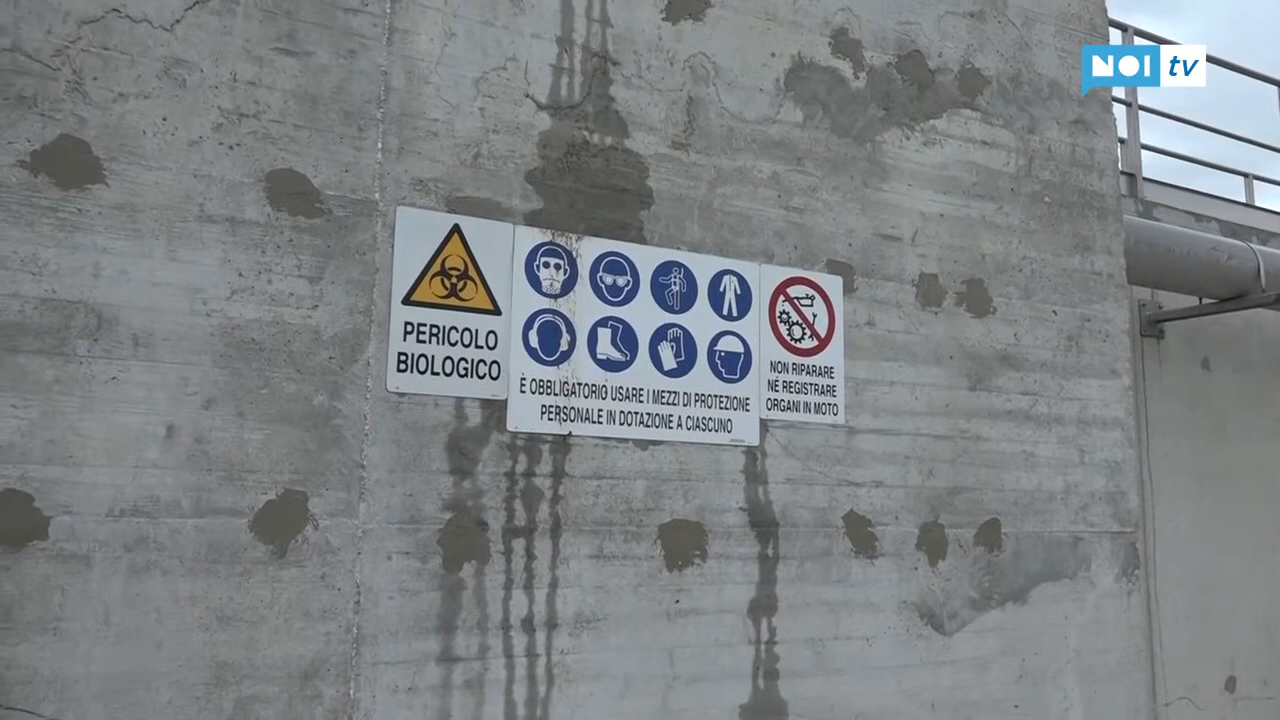 NOI tv
PERICOLO
BIOLOGICO
È OBBLIGATORIO USARE I MEZZI DI PROTEZIONE
PERSONALE IN DOTAZIONE A CIASCUNO
NON RIPARARE
NÉ REGISTRARE
ORGANI IN MOTO